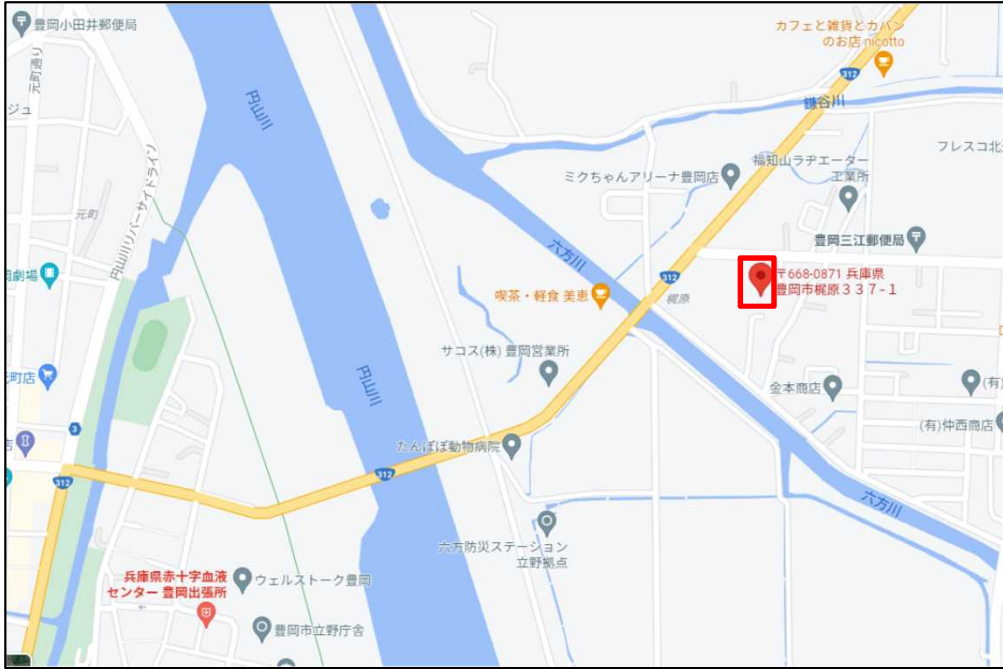 豊岡小田井郵便局
元町通り
ジュ
円山川
円山川リバーサイドライン
元町
カフェと雑貨とカバン
のお店 nicotto
312
鎌谷川
フレスコ北
福知山ラヂエーター
工業所
ミクちゃんアリーナ豊岡店
豊岡三江郵便局
六方川
312
〒668-0871 兵庫県
豊岡市梶原337-1
梶原
喫茶・軽食 美恵
劇場
サコス(株) 豊岡営業所
円山川
町店
金本商店
(有)
(有)仲西商店
3
店
たんぽぽ動物病院
312
312
六方川
六方防災ステーション
立野拠点
兵庫県赤十字血液
センター 豊岡出張所
ウェルストーク豊岡
豊岡市立野庁舎